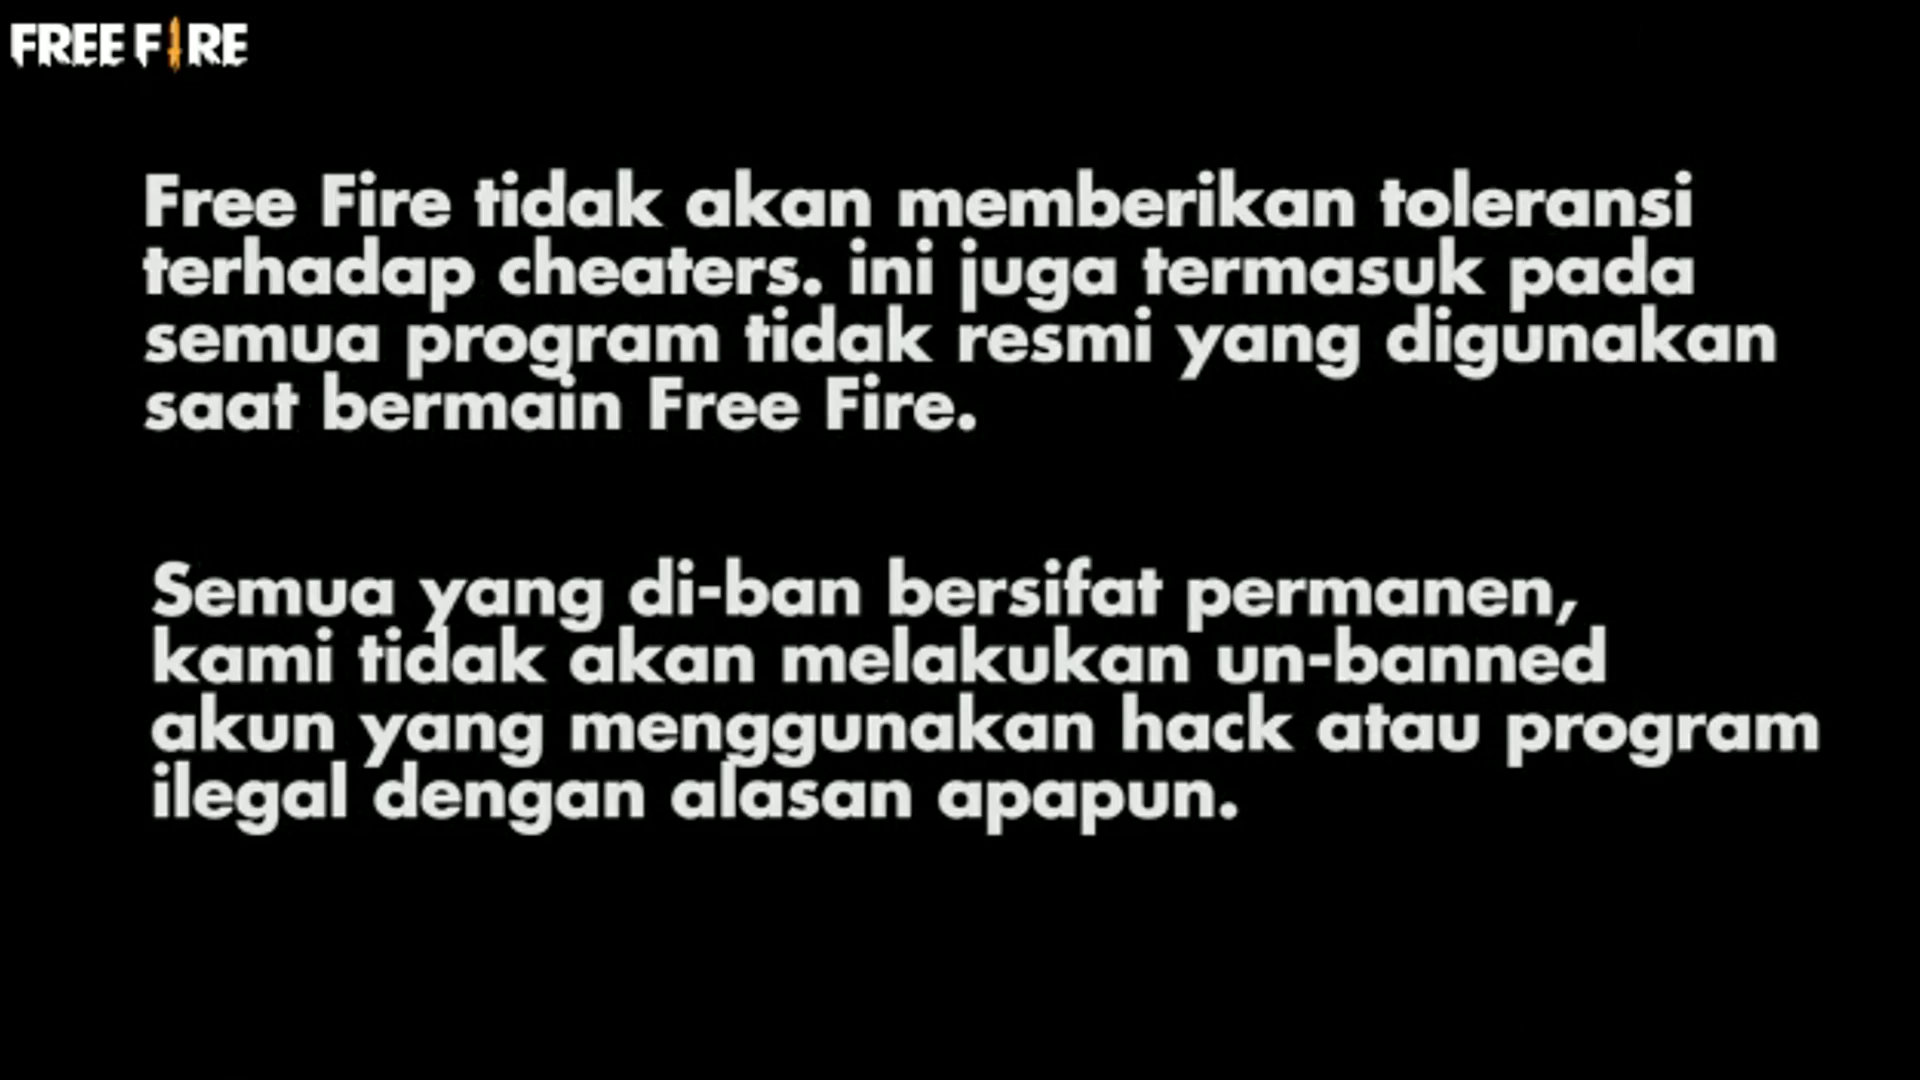 FREE FIRE
Free Fire tidak akan memberikan toleransi
terhadap cheaters. ini juga termasuk pada
semua program tidak resmi yang digunakan
saat bermain Free Fire.
Semua yang di-ban bersifat permanen,
kami tidak akan melakukan un-banned
akun yang menggunakan hack atau program
ilegal dengan alasan apapun.